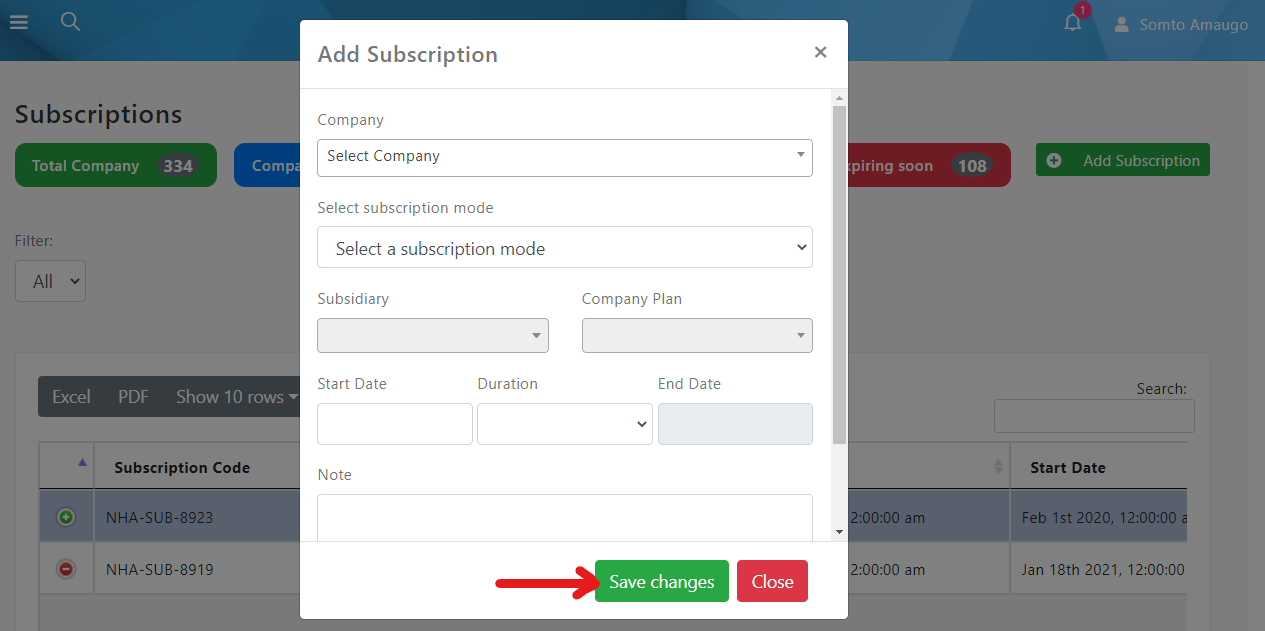 1
Somto Amaugo
Add Subscription
×
Subscriptions
Total Company 334
expiring soon 108
Add Subscription
Company
Select Company
Select subscription mode
Select a subscription mode
Filter:
All
Subsidiary
Company Plan
Start Date
Duration
End Date
Excel
PDF
Show 10 rows
Search:
Note
Subscription Code
Start Date
NHA-SUB-8923
2:00:00 am
Feb 1st 2020, 12:00:00 a
NHA-SUB-8919
2:00:00 am
Jan 18th 2021, 12:00:00
Save changes
Close